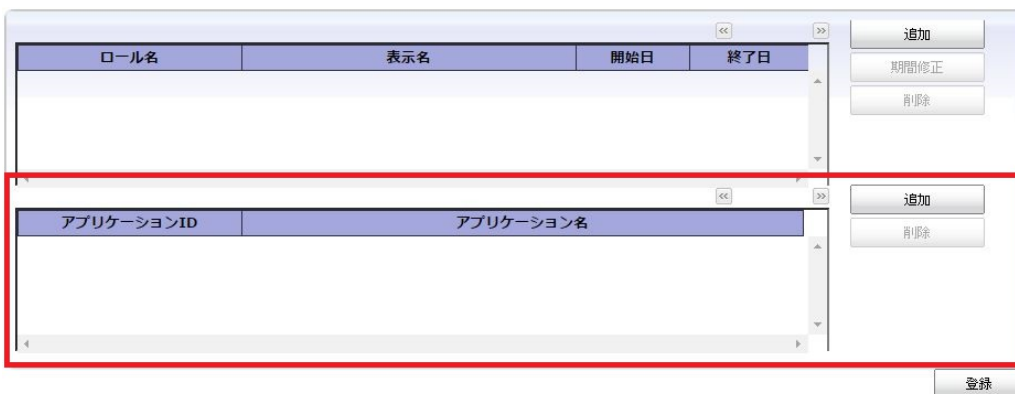 追加
ロール名 表示名 開始日 終了日
期間修正
削除
追加
アプリケーションID アプリケーション名
削除
登録